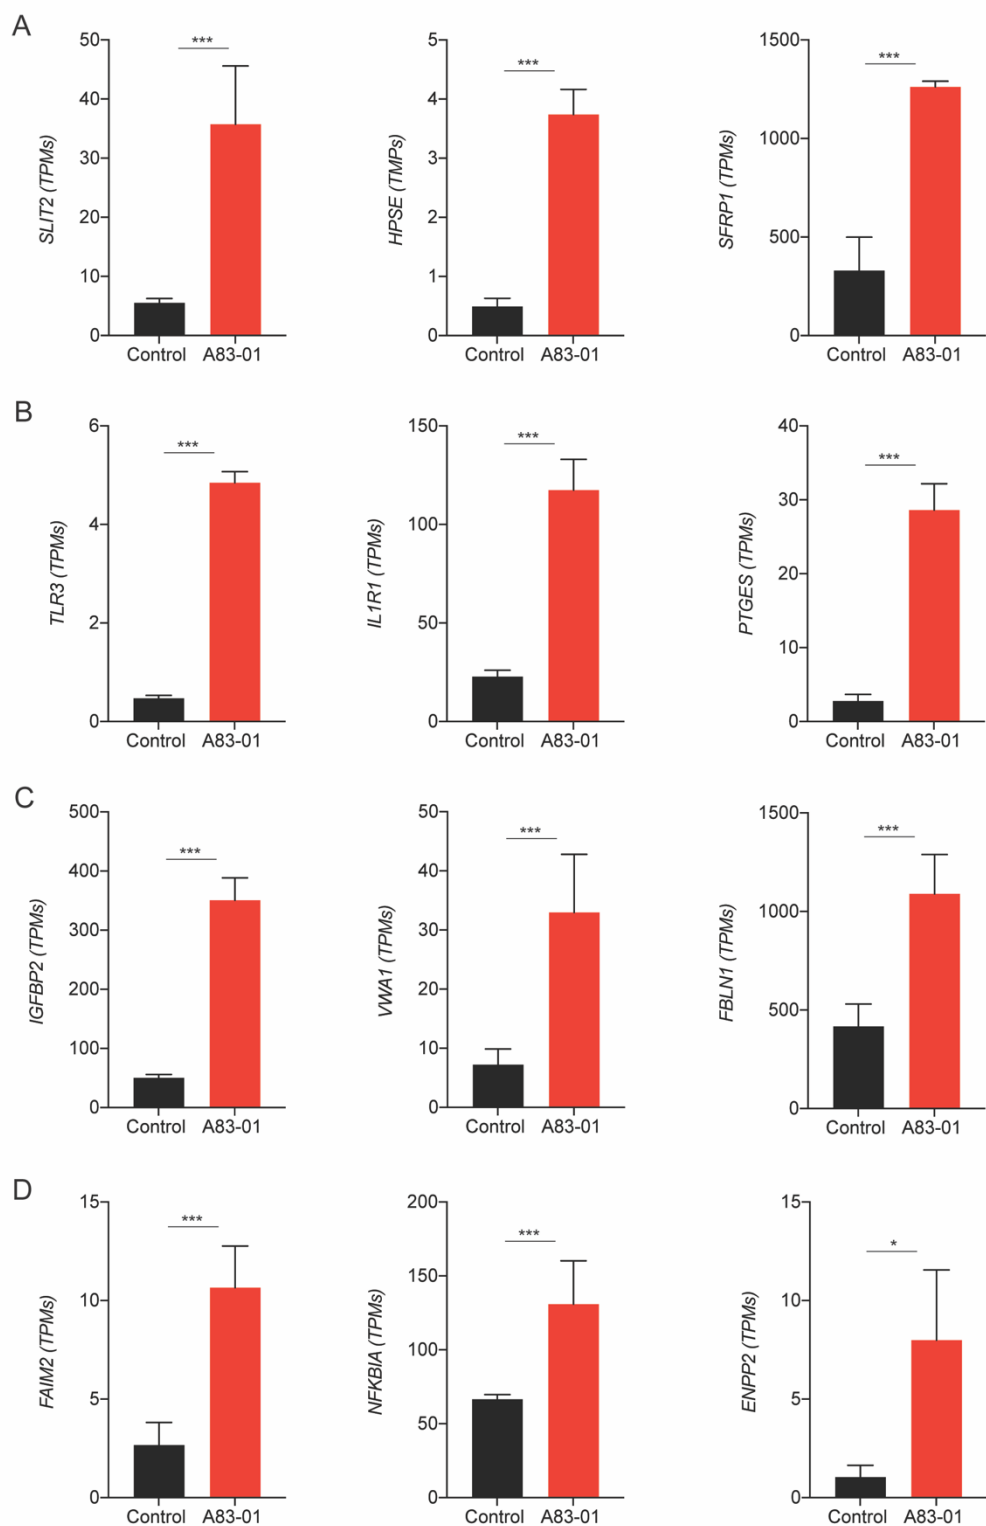 A
50
40
30
20
10
0
SLIT2 (TPMs)
***
Control A83-01
5
4
3
2
1
0
HPSE (TMPs)
***
Control A83-01
1500
1000
500
0
SFRP1 (TPMs)
***
Control A83-01
B
6
4
2
0
TLR3 (TPMs)
***
Control A83-01
150
100
50
0
IL1R1 (TPMs)
***
Control A83-01
40
30
20
10
0
PTGES (TPMs)
***
Control A83-01
C
500
400
300
200
100
0
IGFBP2 (TPMs)
***
Control A83-01
50
40
30
20
10
0
VWA1 (TPMs)
***
Control A83-01
1500
1000
500
0
FBLN1 (TPMs)
***
Control A83-01
D
15
10
5
0
FAIM2 (TPMs)
***
Control A83-01
200
150
100
50
0
NFKBIA (TPMs)
***
Control A83-01
15
10
5
0
ENPP2 (TPMs)
*
Control A83-01